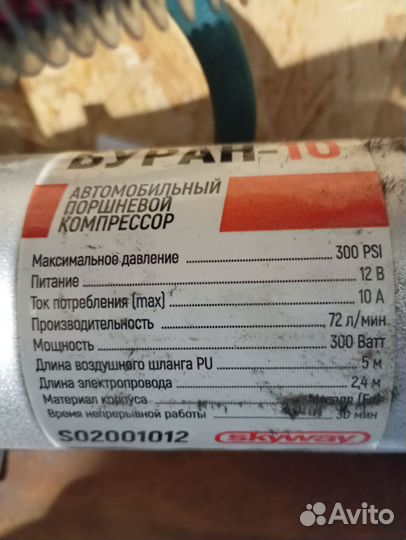 БУРАН-10
АВТОМОБИЛЬНЫЙ
ПОРШНЕВОЙ
КОМПРЕССОР
Максимальное давление 300 PSI
Питание 12 В
Ток потребления (max) 10 А
Производительность 72 л/мин
Мощность 300 Ватт
Длина воздушного шланга PU 5 м
Длина электропровода 2,4 м
Материал корпуса
Время непрерывной работы 30 мин
S02001012 skyway
Avito